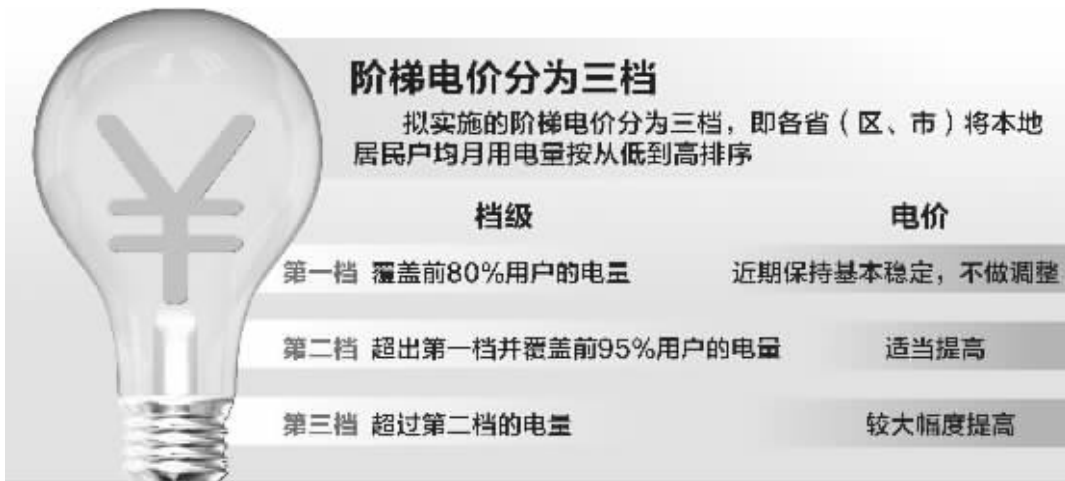 阶梯电价分为三档
拟实施的阶梯电价分为三档，即各省（区、市）将本地
居民户均月用电量按从低到高排序
档级 电价
第一档 覆盖前80%用户的电量 近期保持基本稳定，不做调整
第二档 超出第一档并覆盖前95%用户的电量 适当提高
第三档 超过第二档的电量 较大幅度提高
¥